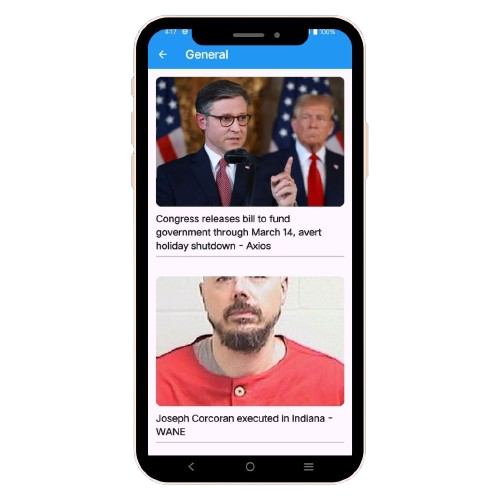 4:17
100%
General
Congress releases bill to fund
government through March 14, avert
holiday shutdown - Axios
Joseph Corcoran executed in Indiana -
WANE